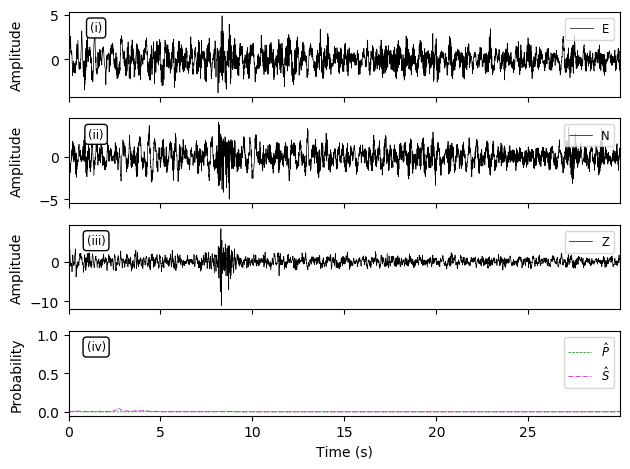 Amplitude
5
0
(i)
E
Amplitude
0
−5
(ii)
N
Amplitude
0
−10
(iii)
Z
Probability
1.0
0.5
0.0
(iv)
P̂
Ŝ
0 5 10 15 20 25
Time (s)